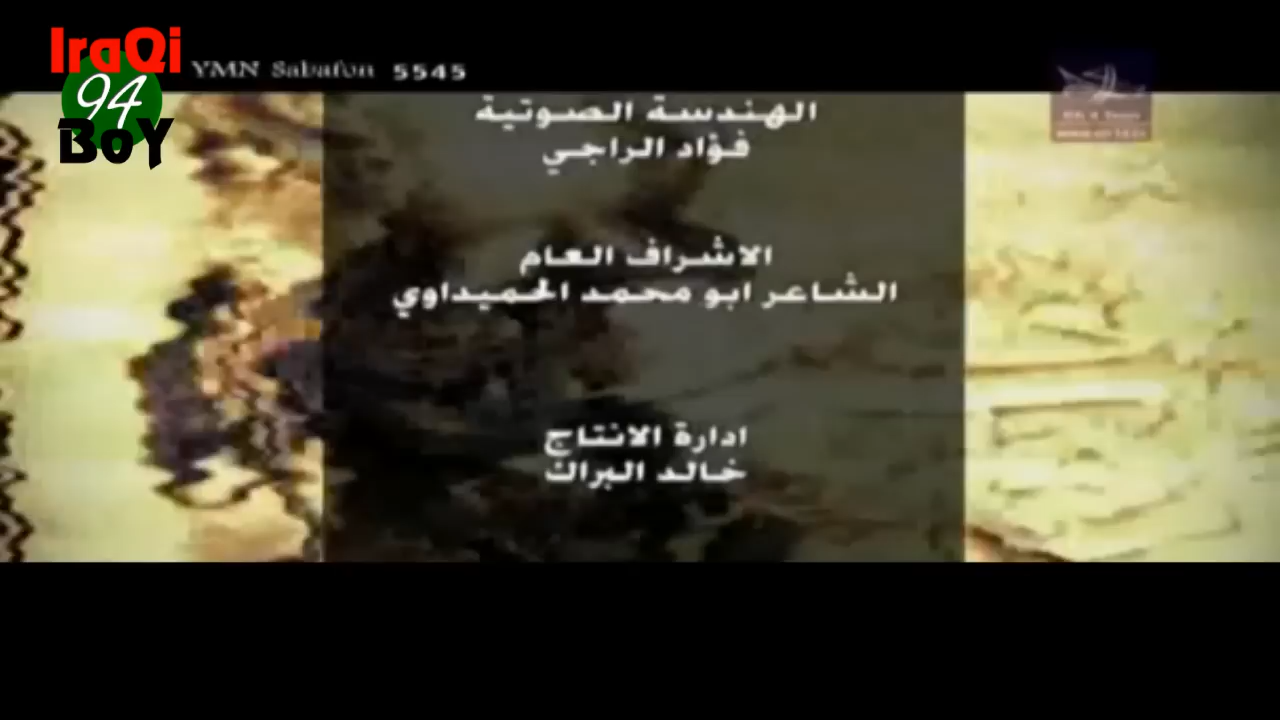 IraQi
94
BoY
YMN Sabafon 5545
الهندسة الصوتية
فؤاد الراجي
الاشراف العام
الشاعر ابو محمد الحميداوي
ادارة الانتاج
خالد البراك